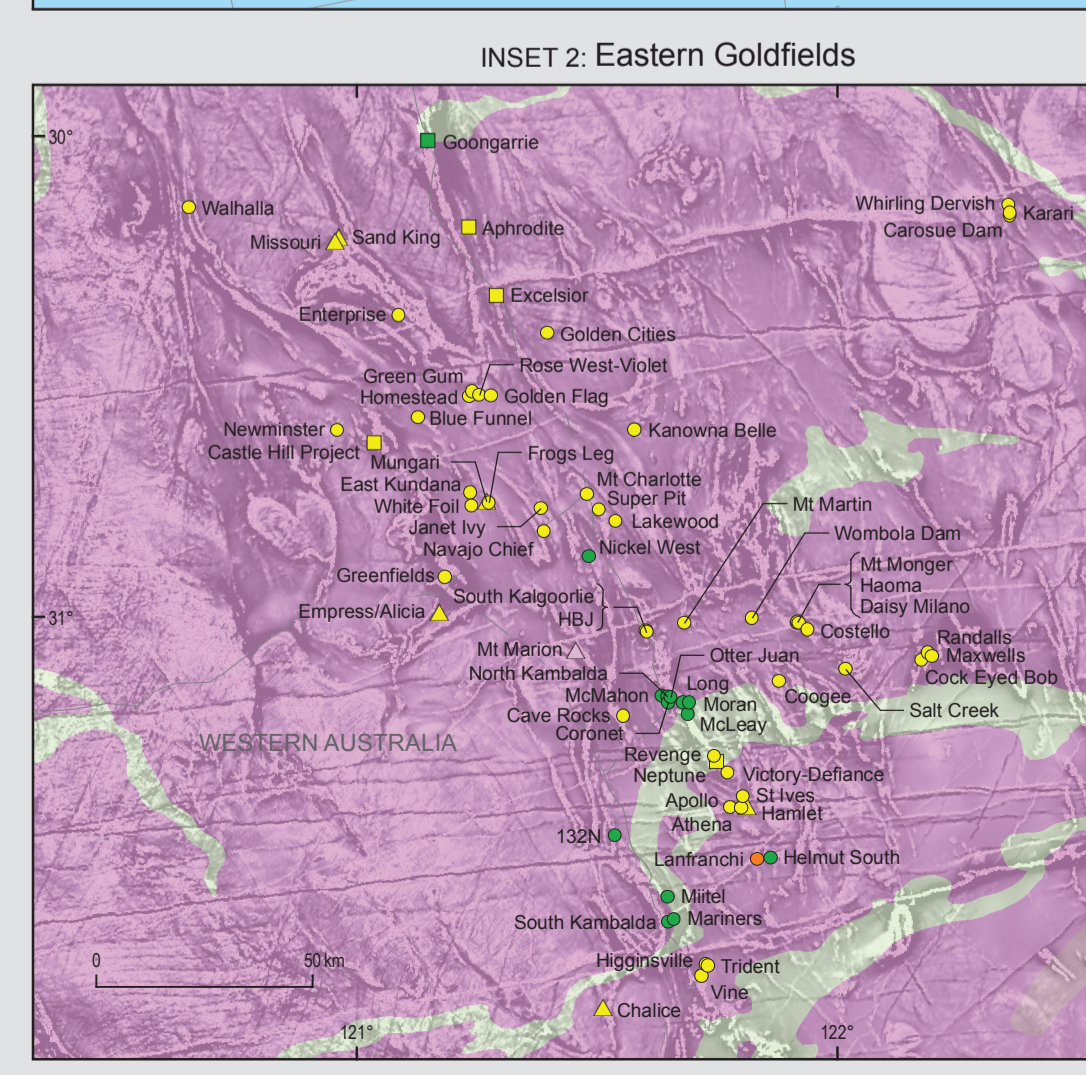 INSET 2: Eastern Goldfields
30°
Goongarrie
Walhalla
Whirling Dervish
Karari
Carosue Dam
Missouri
Sand King
Aphrodite
Excelsior
Enterprise
Golden Cities
Rose West-Violet
Green Gum
Homestead
Golden Flag
Blue Funnel
Newminster
Kanowna Belle
Castle Hill Project
Mungari
Frogs Leg
East Kundana
Mt Charlotte
White Foil
Super Pit
Mt Martin
Janet Ivy
Lakewood
Navajo Chief
Nickel West
Wombola Dam
Greenfields
Mt Monger
Haoma
Daisy Milano
South Kalgoorlie
HBJ
Empress/Alicia
31°
Costello
Randalls
Maxwells
Cock Eyed Bob
Mt Marion
Otter Juan
North Kambalda
Long
McMahon
Moran
Coogee
Salt Creek
Cave Rocks
McLeay
Coronet
WESTERN AUSTRALIA
Revenge
Neptune
Victory-Defiance
Apollo
St Ives
Hamlet
Athena
132N
Lanfranchi
Helmut South
Miitel
South Kambalda
Mariners
Higginsville
Trident
Vine
0
50 km
Chalice
121°
122°